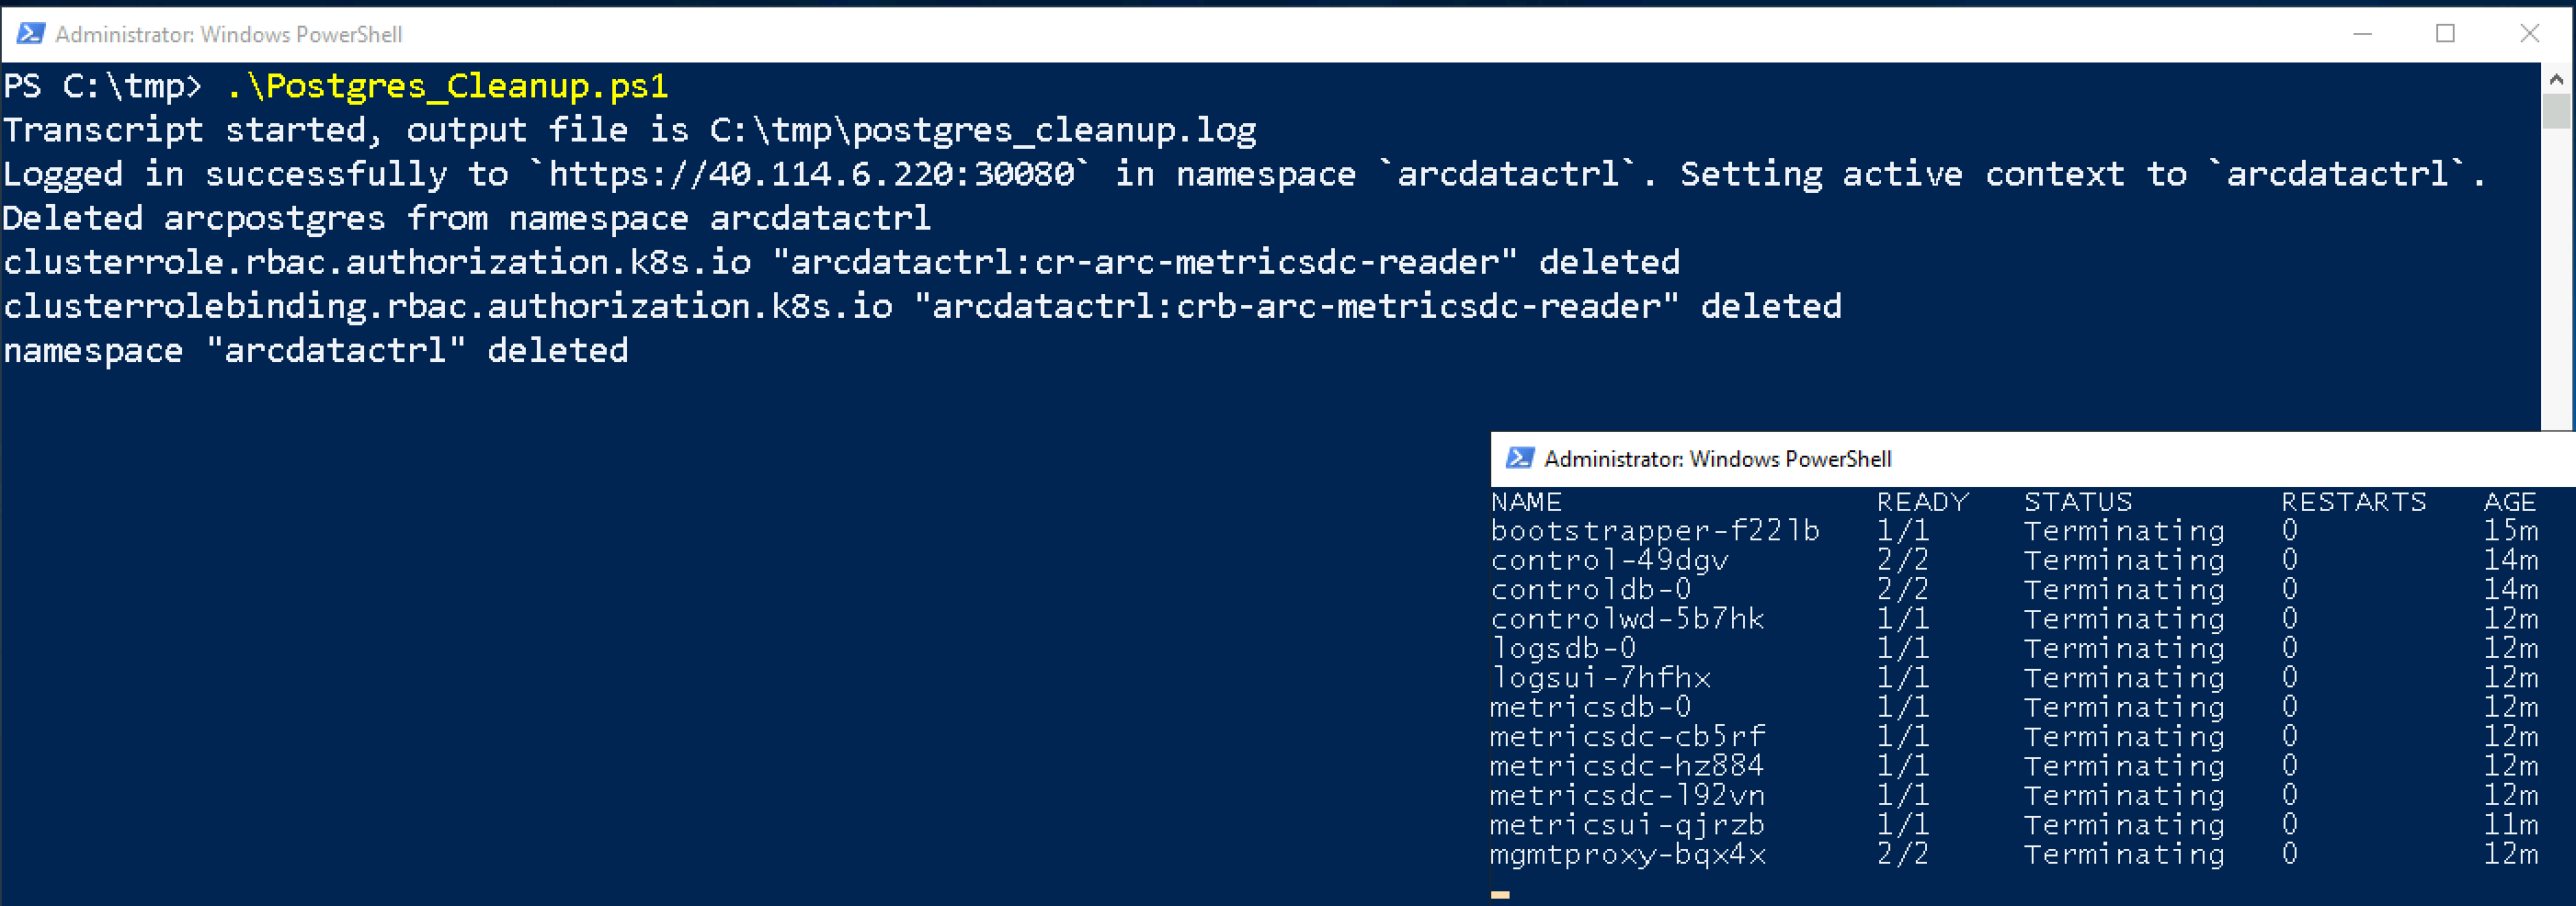 Administrator: Windows PowerShell
PS C:\tmp> .\Postgres_Cleanup.ps1
Transcript started, output file is C:\tmp\postgres_cleanup.log
Logged in successfully to `https://40.114.6.220:30080` in namespace `arcdatactrl`. Setting active context to `arcdatactrl`.
Deleted arcpostgres from namespace arcdatactrl
clusterrole.rbac.authorization.k8s.io "arcdatactrl:cr-arc-metricsdc-reader" deleted
clusterrolebinding.rbac.authorization.k8s.io "arcdatactrl:crb-arc-metricsdc-reader" deleted
namespace "arcdatactrl" deleted
Administrator: Windows PowerShell
NAME READY STATUS RESTARTS AGE
bootstrapper-f22lb 1/1 Terminating 0 15m
control-49dgv 2/2 Terminating 0 14m
controldb-0 2/2 Terminating 0 14m
controlwd-5b7hk 1/1 Terminating 0 12m
logsdb-0 1/1 Terminating 0 12m
logsui-7hfhx 1/1 Terminating 0 12m
metricsdb-0 1/1 Terminating 0 12m
metricsdc-cb5rf 1/1 Terminating 0 12m
metricsdc-hz884 1/1 Terminating 0 12m
metricsdc-l92vn 1/1 Terminating 0 12m
metricsui-qjrzb 1/1 Terminating 0 11m
mgmtproxy-bqx4x 2/2 Terminating 0 12m